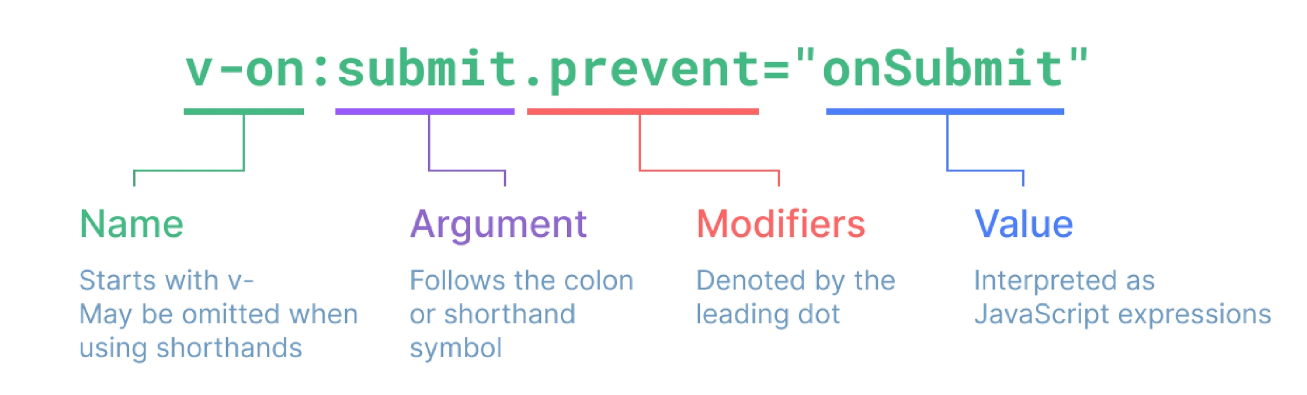 v-on:submit.prevent="onSubmit"
Name
Starts with v-
May be omitted when
using shorthands
Argument
Follows the colon
or shorthand
symbol
Modifiers
Denoted by the
leading dot
Value
Interpreted as
JavaScript expressions